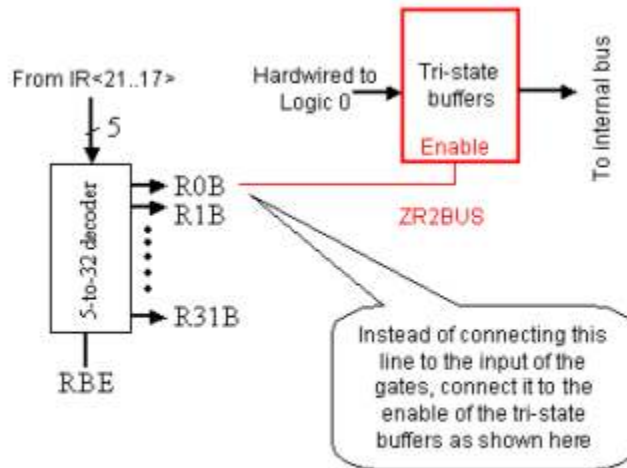 From IR<21..17>
5
5-to-32 decoder
R0B
R1B
R31B
RBE
Hardwired to
Logic 0
Tri-state
buffers
Enable
ZR2BUS
To internal bus
Instead of connecting this
line to the input of the
gates, connect it to the
enable of the tri-state
buffers as shown here